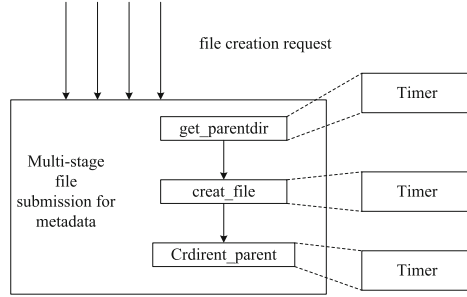 file creation request
Timer
get_parentdir
Multi-stage
file
submission for
metadata
creat_file
Timer
Crdirent_parent
Timer